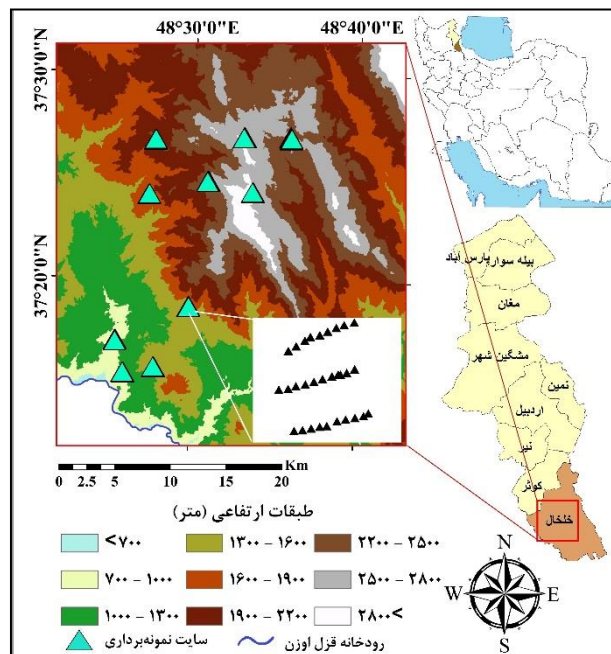 48°30'0"E
48°40'0"E
37°30'0"N
37°20'0"N
پارس آباد
بیله سوار
مغان
مشگین شهر
نمین
اردبیل
نیر
کوثر
خلخال
Km
0 2.5 5 10 15 20
طبقات ارتفاعی (متر)
<۷۰۰
۱۳۰۰ - ۱۶۰۰
۲۲۰۰ - ۲۵۰۰
۷۰۰ - ۱۰۰۰
۱۶۰۰ - ۱۹۰۰
۲۵۰۰ - ۲۸۰۰
۱۰۰۰ - ۱۳۰۰
۱۹۰۰ - ۲۲۰۰
۲۸۰۰<
سایت نمونه‌برداری
رودخانه قزل اوزن
N
W
E
S